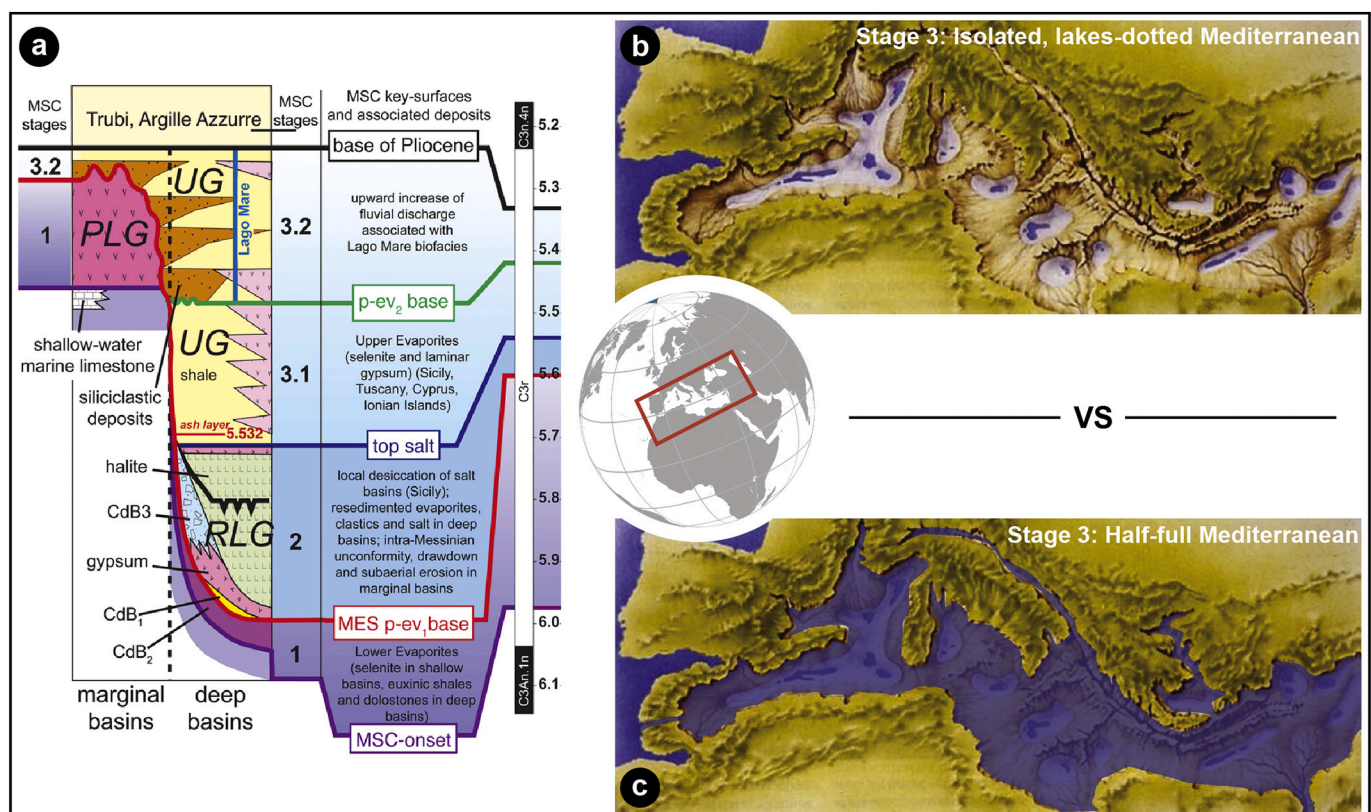 a
MSC
stages
Trubi, Argille Azzurre
MSC
stages
MSC key-surfaces
and associated deposits
base of Pliocene
3.2
UG
Lago Mare
3.2
upward increase of
fluvial discharge
associated with
Lago Mare biofacies
1
PLG
p-ev2 base
shallow-water
marine limestone
siliciclastic
deposits
UG
shale
3.1
Upper Evaporites
(selenite and laminar
gypsum) (Sicily,
Tuscany, Cyprus,
Ionian Islands)
ash layer
5.532
top salt
halite
CdB3
RLG
gypsum
CdB1
CdB2
2
local desiccation of salt
basins (Sicily);
resedimented evaporites,
clastics and salt in deep
basins; intra-Messinian
unconformity, drawdown
and subaerial erosion in
marginal basins
MES p-ev1base
1
Lower Evaporites
(selenite in shallow
basins, euxinic shales
and dolostones in deep
basins)
MSC-onset
marginal
basins
deep
basins
C3n.4n
C3r
C3An.1n
5.2
5.3
5.4
5.5
5.6
5.7
5.8
5.9
6.0
6.1
b
Stage 3: Isolated, lakes-dotted Mediterranean
VS
Stage 3: Half-full Mediterranean
c